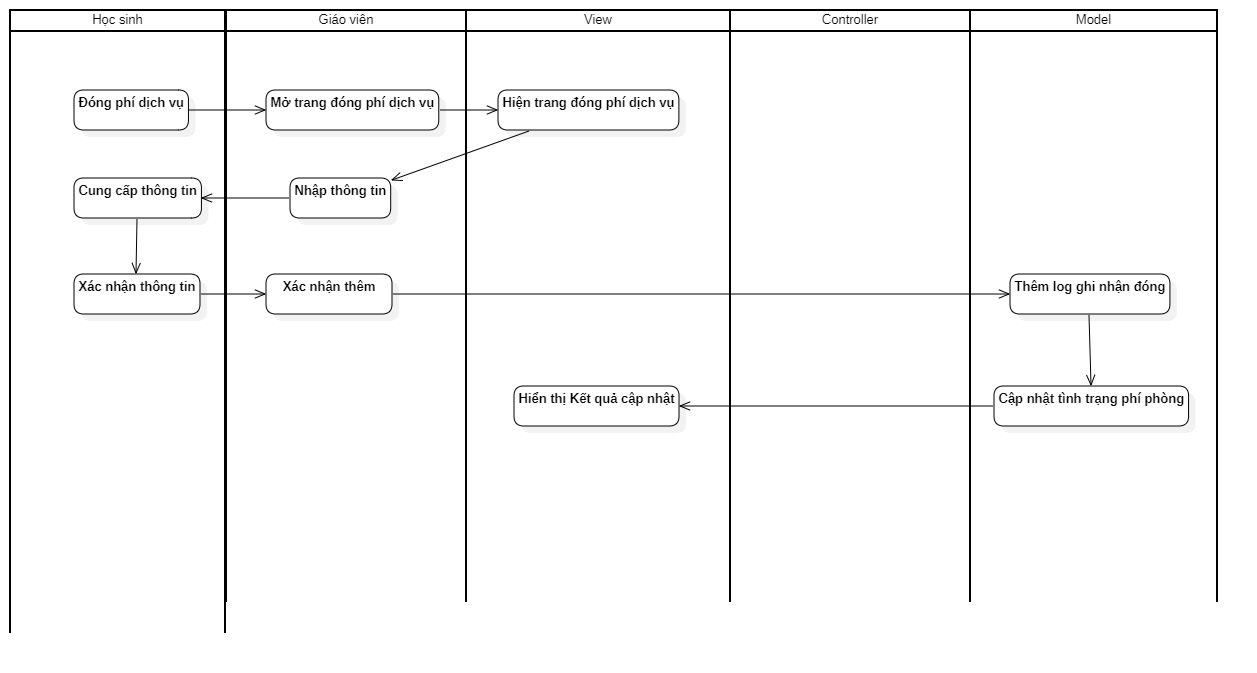 Học sinh
Giáo viên
View
Controller
Model
Đóng phí dịch vụ
Mở trang đóng phí dịch vụ
Hiện trang đóng phí dịch vụ
Cung cấp thông tin
Nhập thông tin
Xác nhận thông tin
Xác nhận thêm
Thêm log ghi nhận đóng
Hiển thị Kết quả cập nhật
Cập nhật tình trạng phí phòng